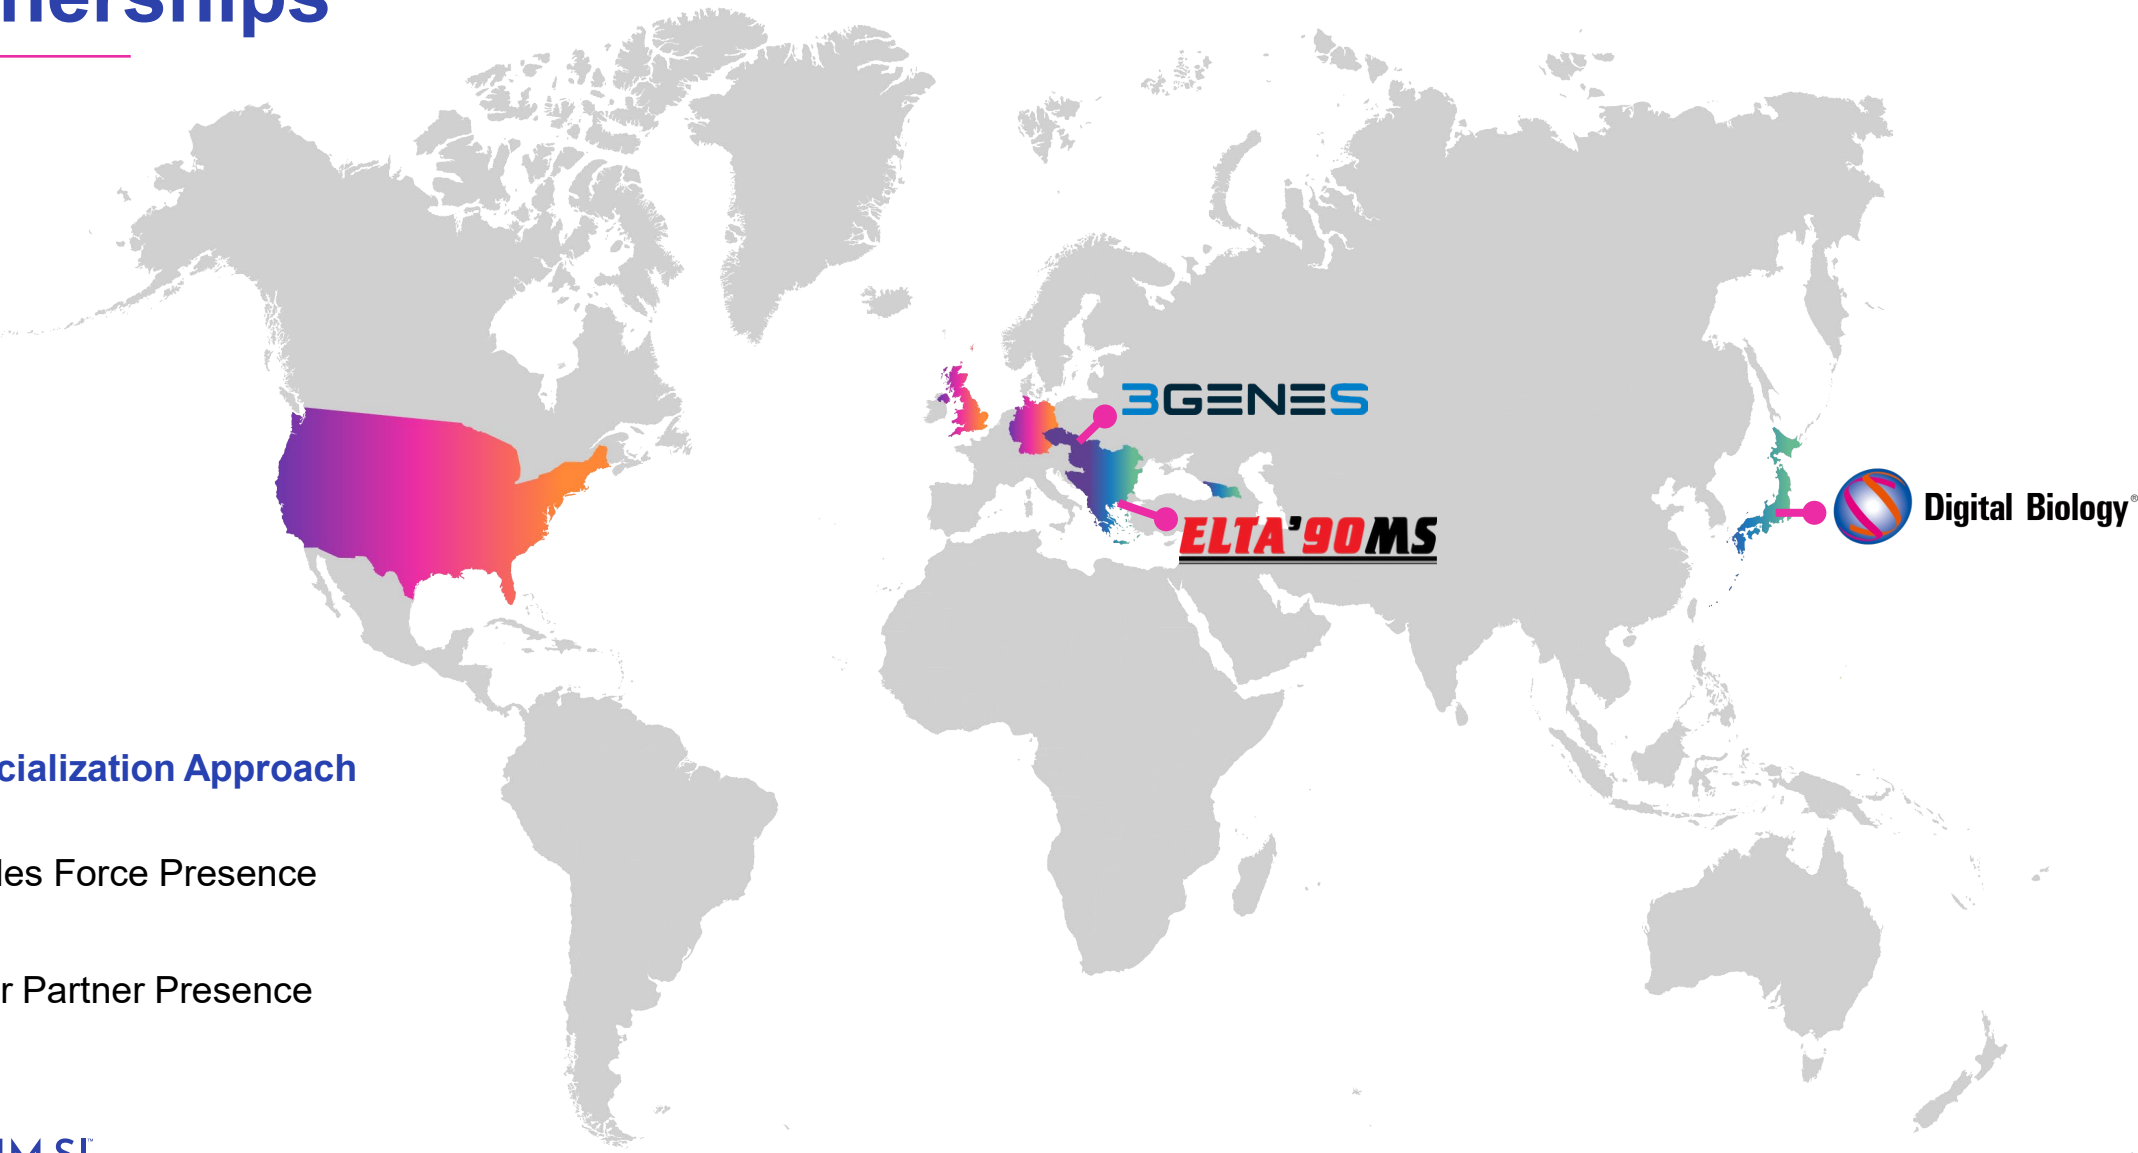 nerships
3GENES
ELTA'90MS
Digital Biology®
cialization Approach
les Force Presence
r Partner Presence